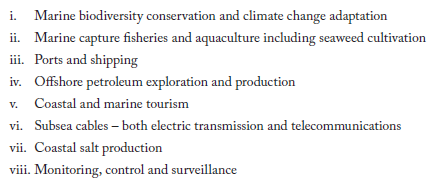 i. Marine biodiversity conservation and climate change adaptation
ii. Marine capture fisheries and aquaculture including seaweed cultivation
iii. Ports and shipping
iv. Offshore petroleum exploration and production
v. Coastal and marine tourism
vi. Subsea cables – both electric transmission and telecommunications
vii. Coastal salt production
viii. Monitoring, control and surveillance